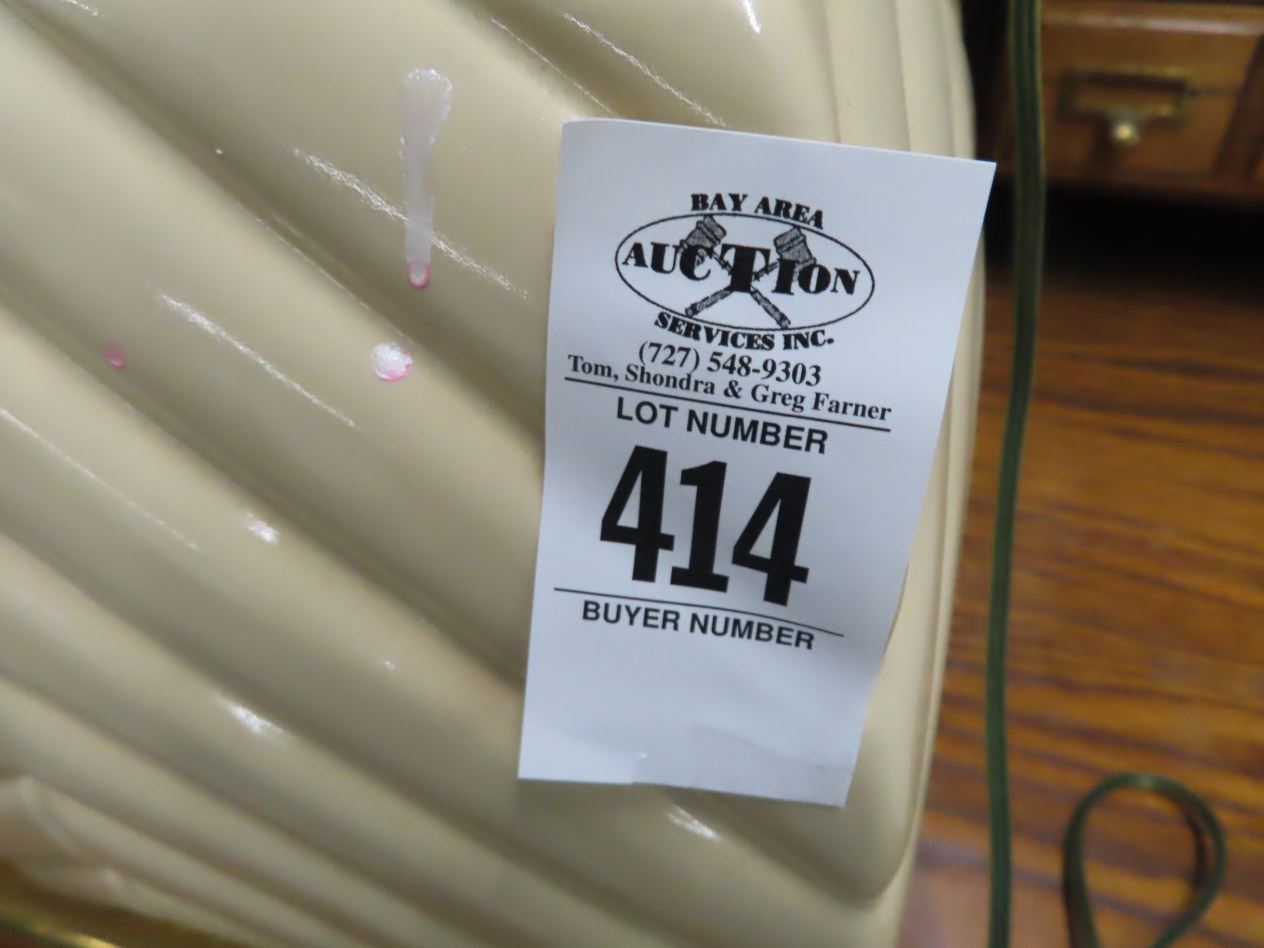 BAY AREA
AUCTION
SERVICES INC.
(727) 548-9303
Tom, Shondra & Greg Farner
LOT NUMBER
414
BUYER NUMBER